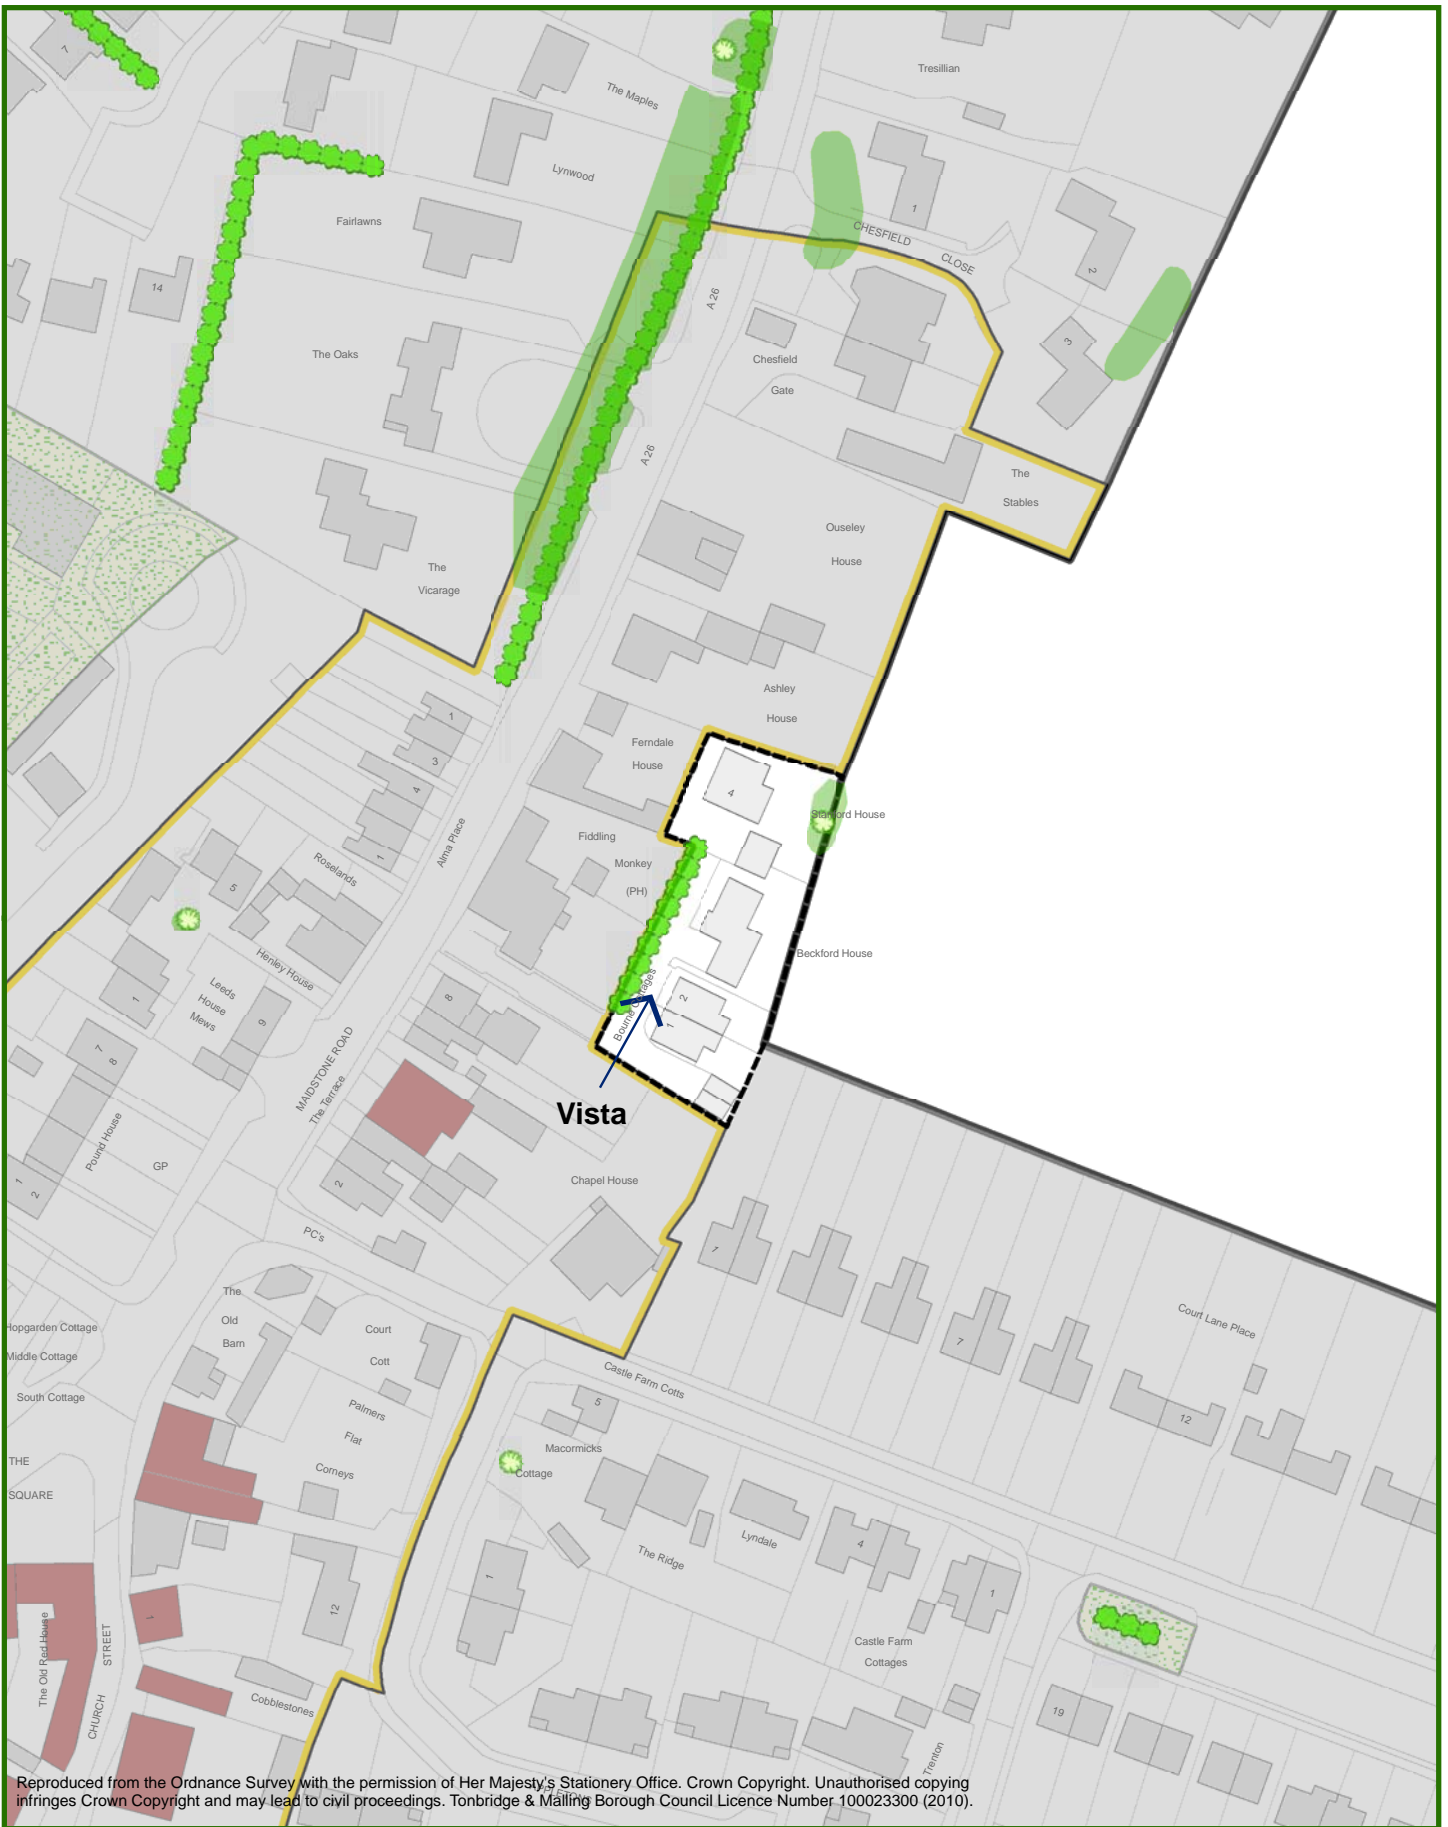 7
Tresillian
The Maples
Lynwood
1
Fairlawns
CHESFIELD
CLOSE
2
14
A 26
3
The Oaks
Chesfield
Gate
A 26
The
Stables
Ouseley
House
The
Vicarage
Ashley
House
1
3
Ferndale
House
4
4
Stanford House
Alma Place
Fiddling
Monkey
(PH)
1
Roselands
5
Beckford House
Henley House
Leeds
House
Mews
1
9
8
2
1
Bourne Cottages
7
8
MAIDSTONE ROAD
The Terrace
Vista
Pound House
GP
1
2
2
Chapel House
PC's
1
The
Old
Barn
Court
Cott
Hopgarden Cottage
Middle Cottage
South Cottage
7
Court Lane Place
Castle Farm Cotts
5
12
Palmers
Flat
Corneys
Macormicks
Cottage
THE
SQUARE
Lyndale
4
The Ridge
1
1
12
1
The Old Red House
STREET
CHURCH
Castle Farm
Cottages
Cobblestones
19
Trenton
Reproduced from the Ordnance Survey with the permission of Her Majesty's Stationery Office. Crown Copyright. Unauthorised copying
infringes Crown Copyright and may lead to civil proceedings. Tonbridge & Malling Borough Council Licence Number 100023300 (2010).